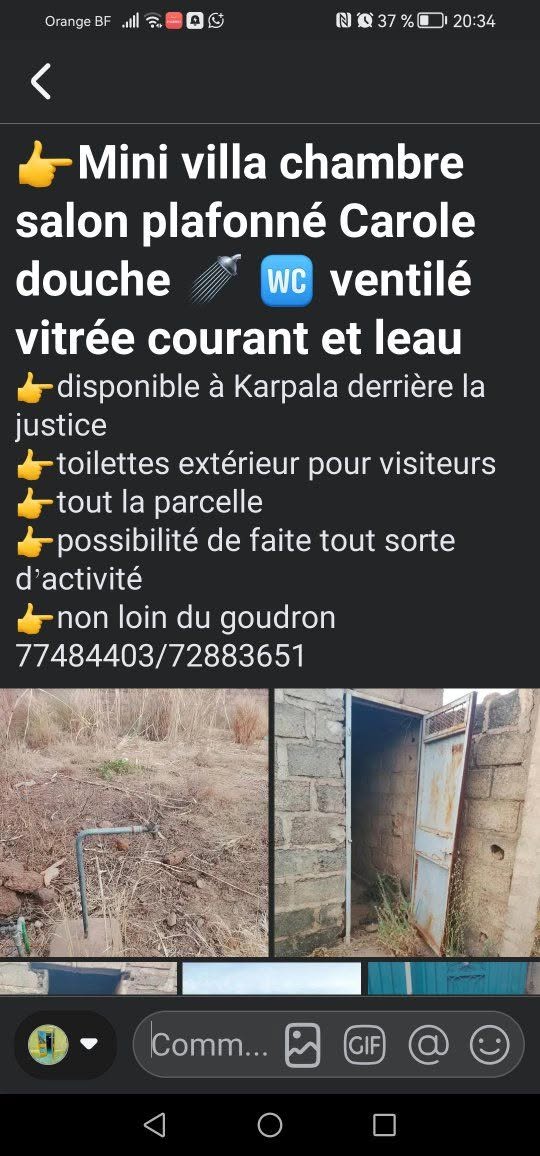 Orange BF 37 % 20:34
👉Mini villa chambre
salon plafonné Carole
douche 🚿 🚾 ventilé
vitrée courant et leau
👉disponible à Karpala derrière la
justice
👉toilettes extérieur pour visiteurs
👉tout la parcelle
👉possibilité de faite tout sorte
d’activité
👉non loin du goudron
77484403/72883651
Comm... GIF @